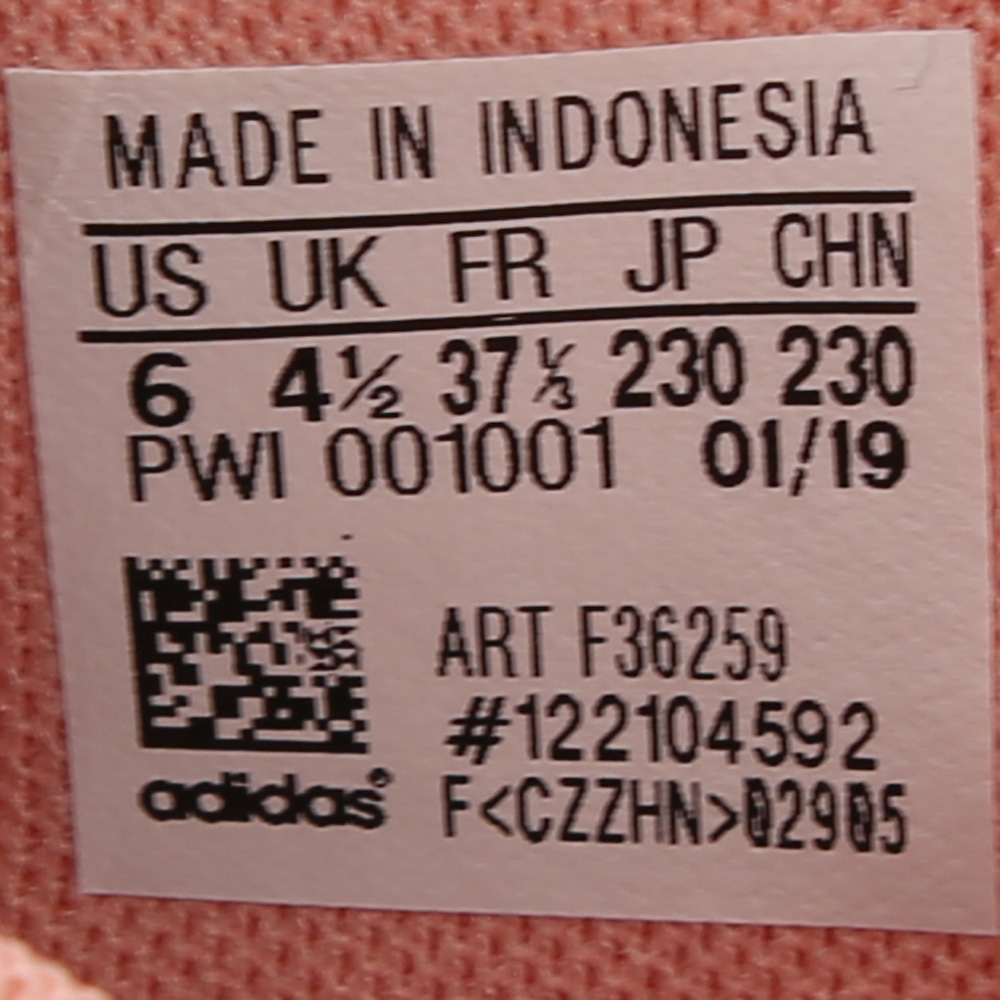 MADE IN INDONESIA
US UK FR JP CHN
6 4½ 37⅓ 230 230
PWI 001001 01/19
ART F36259
#122104592
adidas®
F<CZZHN>02905